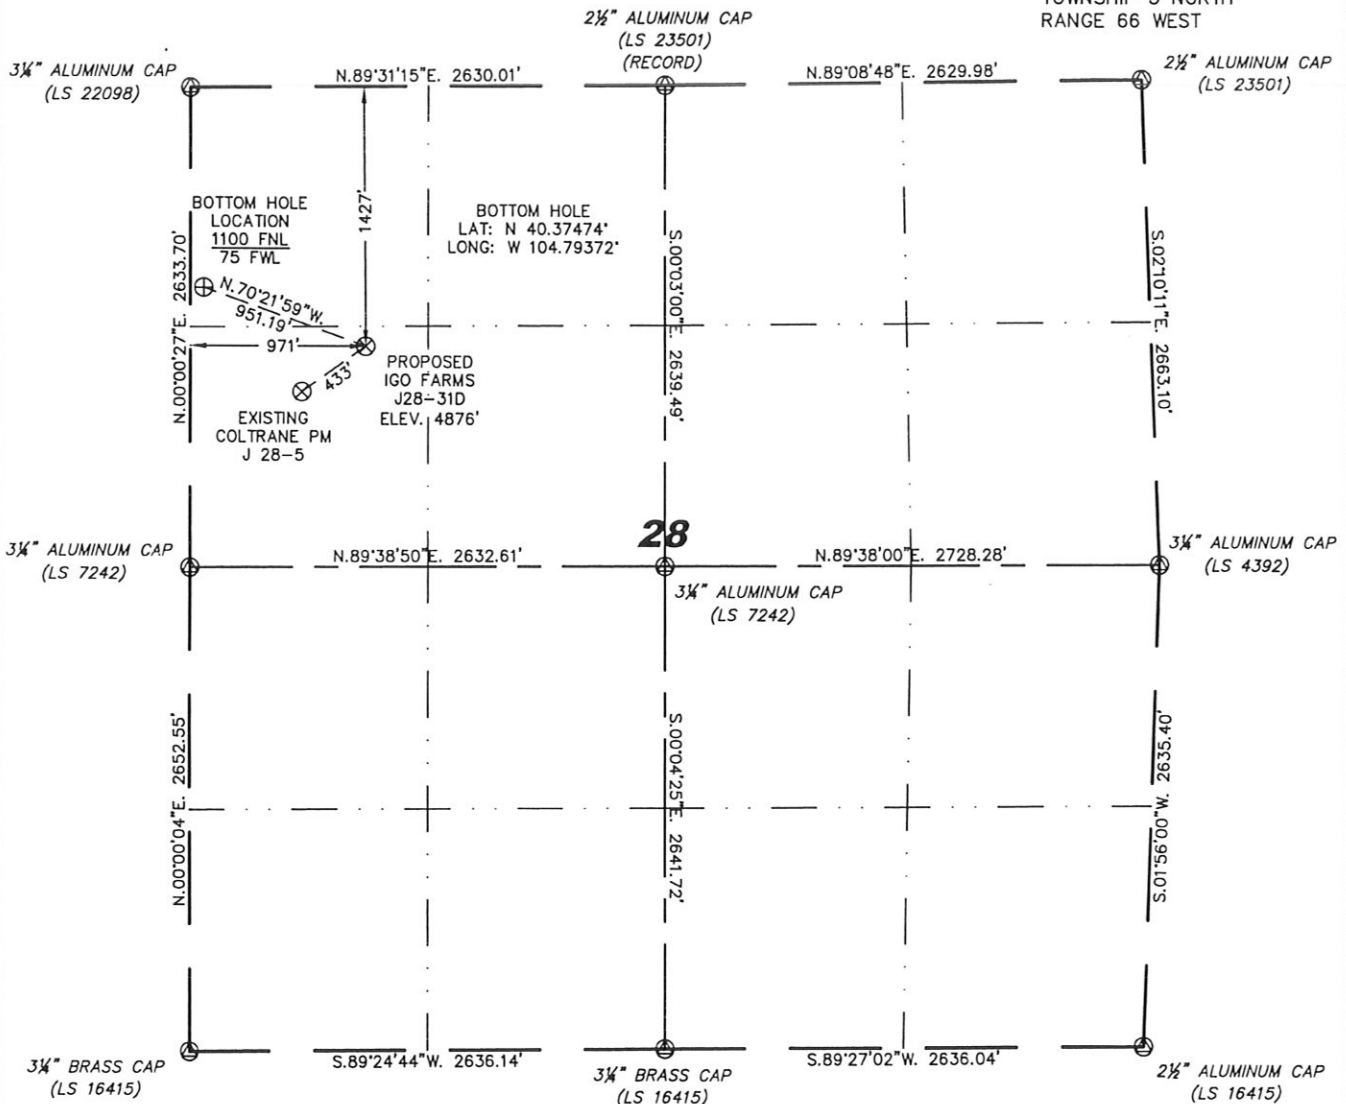 TOWNSHIP 5 NORTH
RANGE 66 WEST
2½" ALUMINUM CAP
(LS 23501)
(RECORD)
3¼" ALUMINUM CAP
(LS 22098)
N.89°31'15"E. 2630.01'
N.89°08'48"E. 2629.98'
2½" ALUMINUM CAP
(LS 23501)
BOTTOM HOLE
LOCATION
1100 FNL
75 FWL
1427'
BOTTOM HOLE
LAT: N 40.37474°
LONG: W 104.79372°
N.00°00'27"E. 2633.70'
N.70°21'59"W.
951.19'
971'
433'
PROPOSED
IGO FARMS
J28-31D
ELEV. 4876'
EXISTING
COLTRANE PM
J 28-5
S.00°03'00"E. 2639.49'
S.02°10'11"E. 2663.10'
28
3¼" ALUMINUM CAP
(LS 7242)
N.89°38'50"E. 2632.61'
N.89°38'00"E. 2728.28'
3¼" ALUMINUM CAP
(LS 4392)
3¼" ALUMINUM CAP
(LS 7242)
N.00°00'04"E. 2652.55'
S.00°04'25"E. 2641.72'
S.01°56'00"W. 2635.40'
3¼" BRASS CAP
(LS 16415)
S.89°24'44"W. 2636.14'
3¼" BRASS CAP
(LS 16415)
S.89°27'02"W. 2636.04'
2½" ALUMINUM CAP
(LS 16415)